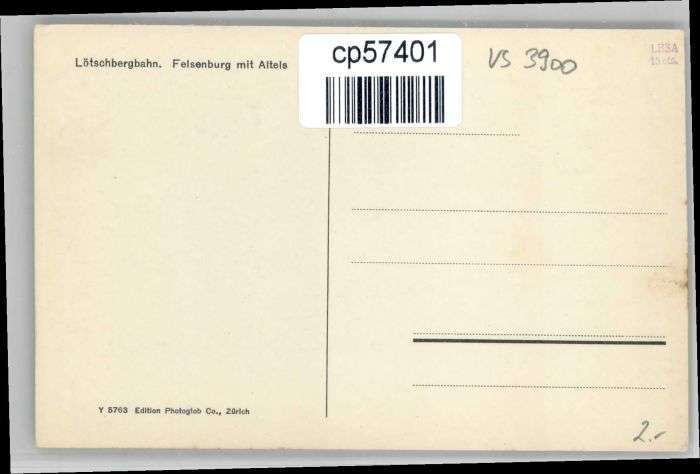 cp57401
VS 3900
Lötschbergbahn. Felsenburg mit Altels
Y 5763 Edition Photoglob Co., Zürich
2.-